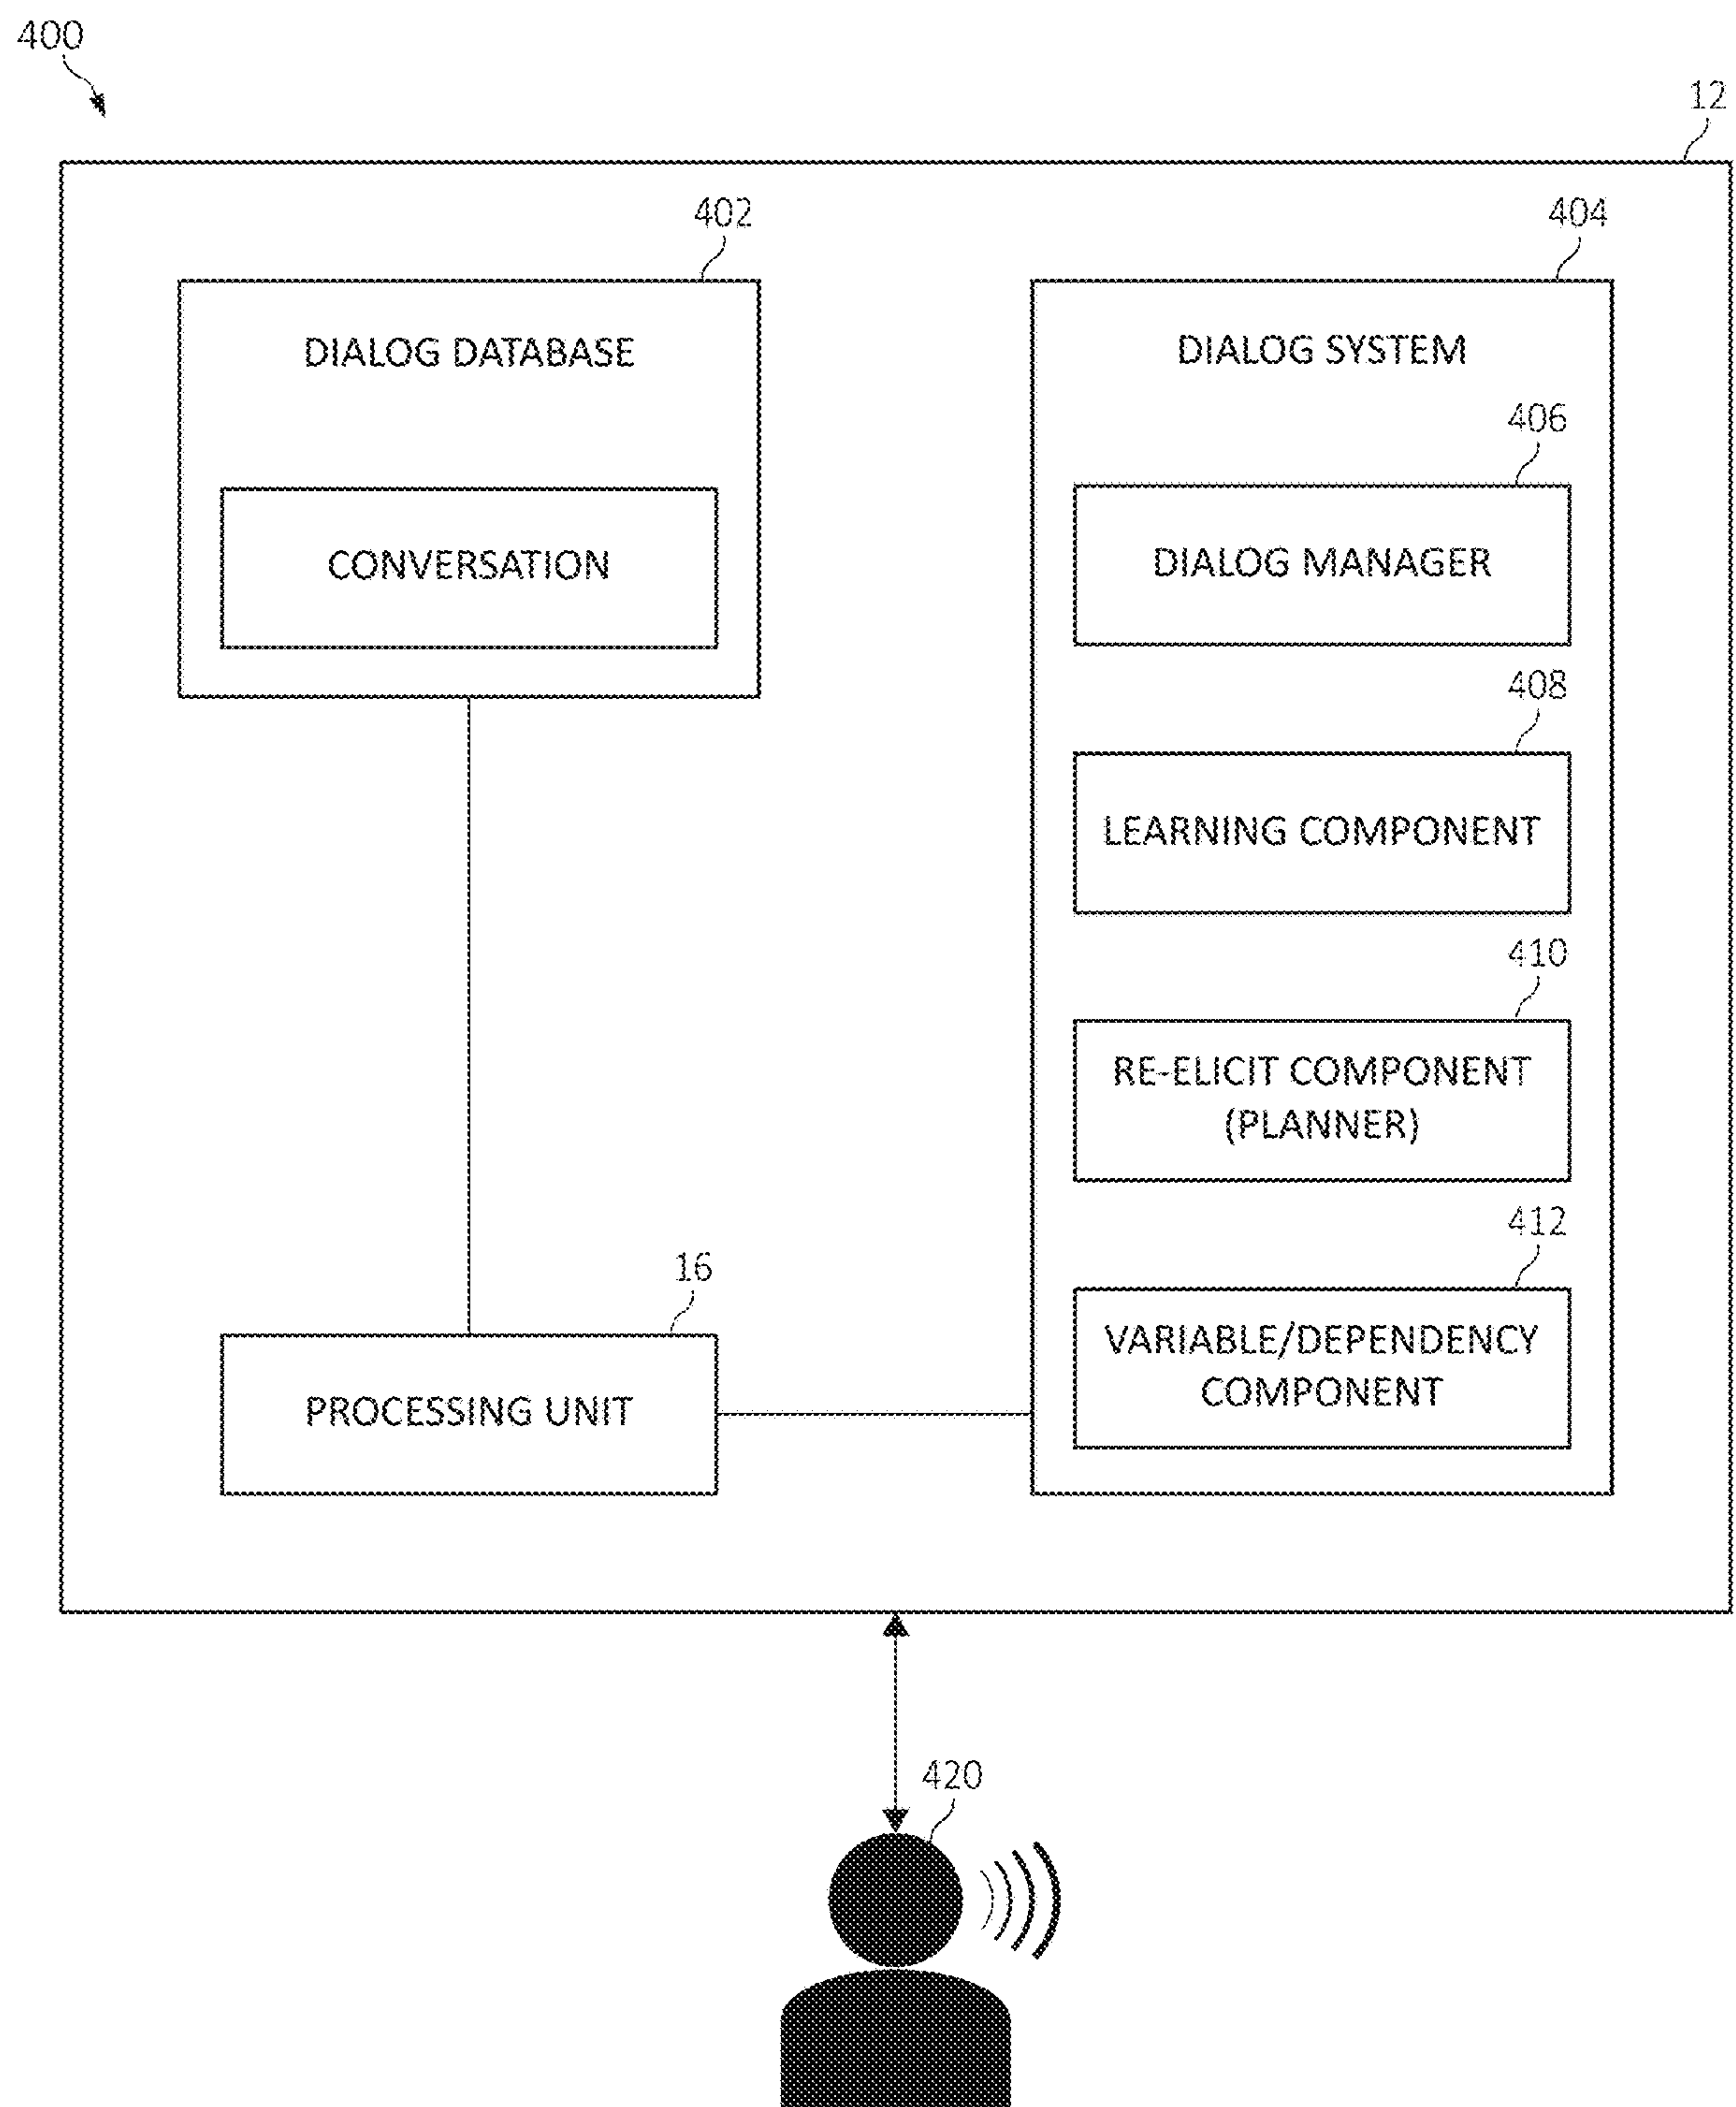 400
12
402
404
DIALOG DATABASE
DIALOG SYSTEM
406
CONVERSATION
DIALOG MANAGER
408
LEARNING COMPONENT
410
RE-ELICIT COMPONENT
(PLANNER)
412
16
VARIABLE/DEPENDENCY
COMPONENT
PROCESSING UNIT
420